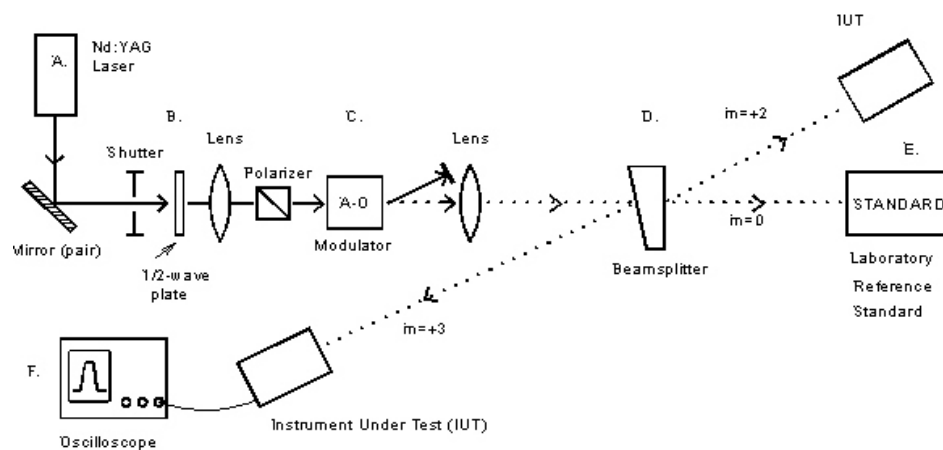 IUT
A.
Nd:YAG
Laser
B.
C.
D.
m=+2
E.
Lens
Lens
Shutter
Polarizer
A-O
STANDARD
m=0
Mirror (pair)
Modulator
Beamsplitter
Laboratory
Reference
Standard
1/2-wave
plate
m=+3
F.
Instrument Under Test (IUT)
Oscilloscope